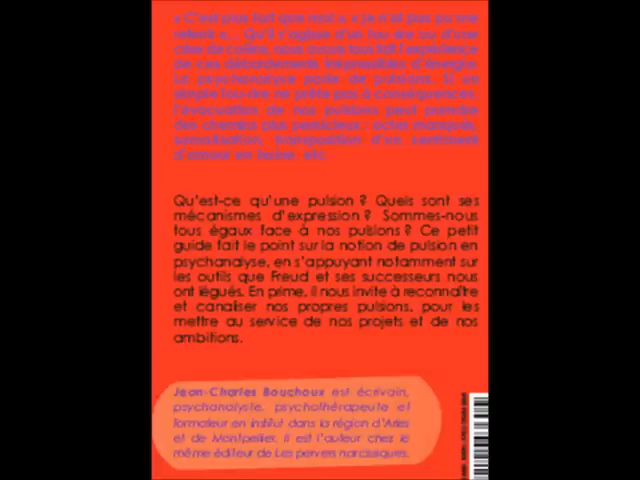 « C'est plus fort que moi », « Je n'ai pas pu me
retenir »... Qu'il s'agisse d'un fou rire ou d'une
crise de colère, nous avons tous fait l'expérience
de ces débordements irrépressibles d'énergie.
La psychanalyse parle de pulsions. Si un
simple fou-rire ne prête pas à conséquences,
l'évacuation de nos pulsions peut prendre
des chemins plus pernicieux : actes manqués,
somatisation, transposition d'un sentiment
d'amour en haine, etc.
Qu'est-ce qu'une pulsion ? Quels sont ses
mécanismes d'expression ? Sommes-nous
tous égaux face à nos pulsions ? Ce petit
guide fait le point sur la notion de pulsion en
psychanalyse, en s'appuyant notamment sur
les outils que Freud et ses successeurs nous
ont légués. En prime, il nous invite à reconnaître
et canaliser nos propres pulsions, pour les
mettre au service de nos projets et de nos
ambitions.
Jean-Charles Bouchoux est écrivain,
psychanalyste, psychothérapeute et
formateur en institut dans la région d'Arles
et de Montpellier. Il est l'auteur chez le
même éditeur de Les pervers narcissiques.